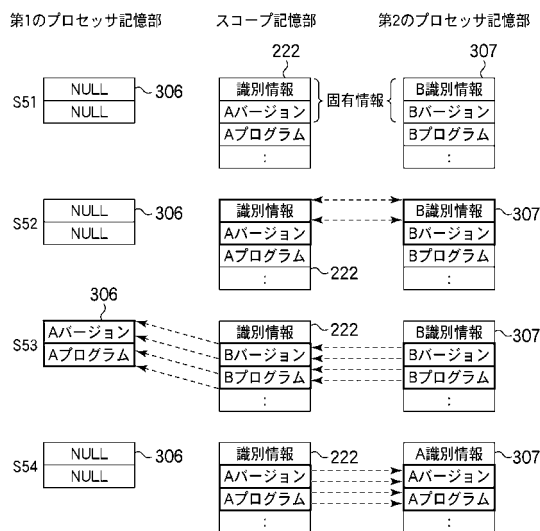 第1のプロセッサ記憶部 スコープ記憶部 第2のプロセッサ記憶部
222 307
S51 NULL 306 識別情報 固有情報 B識別情報
NULL Aバージョン Bバージョン
Aプログラム Bプログラム
: :
S52 NULL 306 識別情報 B識別情報 307
NULL Aバージョン Bバージョン
Aプログラム Bプログラム
: 222 :
306
S53 Aバージョン 識別情報 222 B識別情報 307
Aプログラム Bバージョン Bバージョン
Bプログラム Bプログラム
: :
S54 NULL 306 識別情報 222 A識別情報 307
NULL Aバージョン Aバージョン
Aプログラム Aプログラム
: :